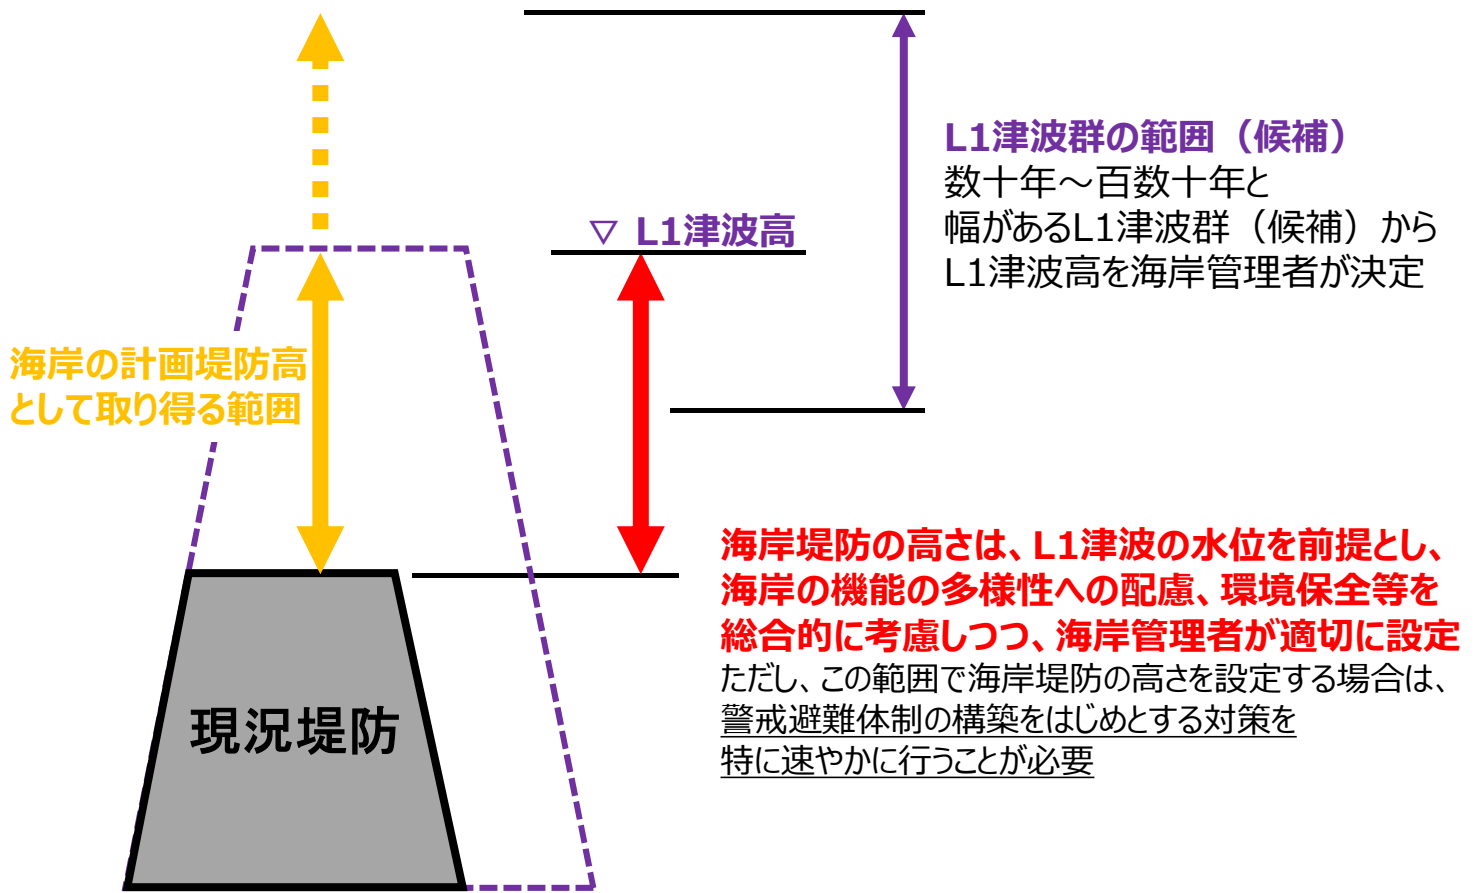 L1津波群の範囲（候補）
数十年～百数十年と
幅があるL1津波群（候補）から
L1津波高を海岸管理者が決定
▽ L1津波高
海岸の計画堤防高
として取り得る範囲
海岸堤防の高さは、L1津波の水位を前提とし、
海岸の機能の多様性への配慮、環境保全等を
総合的に考慮しつつ、海岸管理者が適切に設定
ただし、この範囲で海岸堤防の高さを設定する場合は、
警戒避難体制の構築をはじめとする対策を
特に速やかに行うことが必要
現況堤防